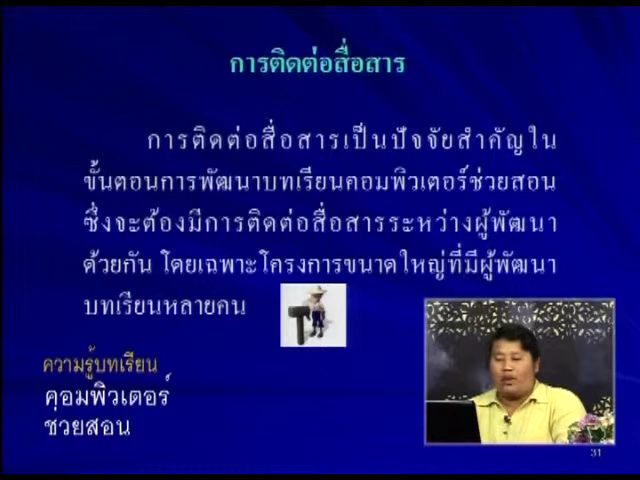 การติดต่อสื่อสาร
การติดต่อสื่อสารเป็นปัจจัยสำคัญใน
ขั้นตอนการพัฒนาบทเรียนคอมพิวเตอร์ช่วยสอน
ซึ่งจะต้องมีการติดต่อสื่อสารระหว่างผู้พัฒนา
ด้วยกัน โดยเฉพาะโครงการขนาดใหญ่ที่มีผู้พัฒนา
บทเรียนหลายคน
ความรู้บทเรียน
คอมพิวเตอร์
ช่วยสอน
31